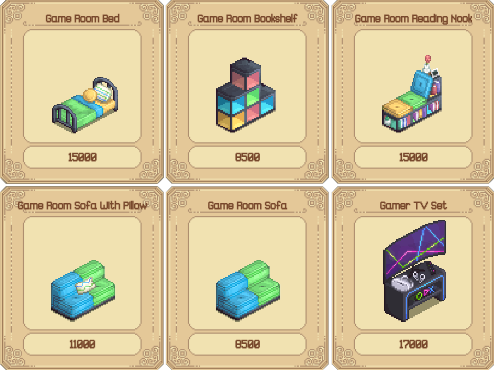 Game Room Bed
Game Room Bookshelf
Game Room Reading Nook
15000
8500
15000
Game Room Sofa With Pillow
Game Room Sofa
Gamer TV Set
11000
8500
17000